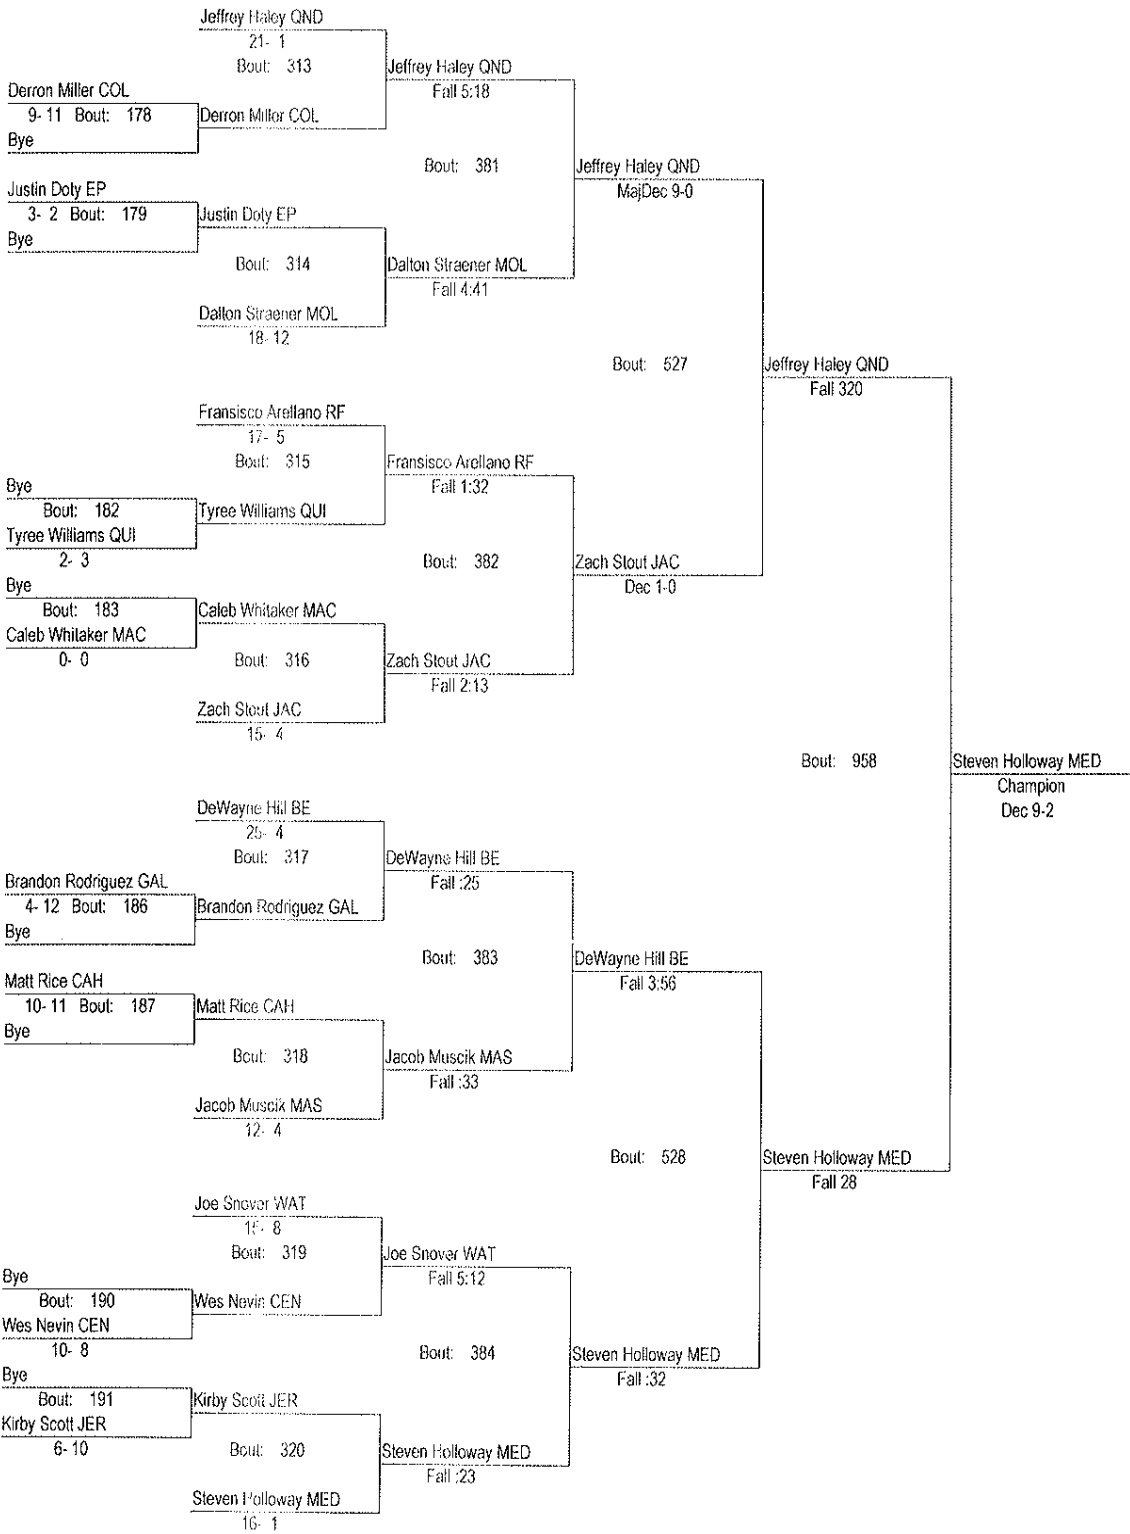 Jeffrey Haley QND
21- 1
Bout: 313
Jeffrey Haley QND
Fall 5:18
Derron Miller COL
9- 11 Bout: 178
Derron Miller COL
Bye
Bout: 381
Jeffrey Haley QND
MajDec 9-0
Justin Doty EP
3- 2 Bout: 179
Justin Doty EP
Bye
Bout: 314
Dalton Straener MOL
Fall 4:41
Dalton Straener MOL
18- 12
Bout: 527
Jeffrey Haley QND
Fall 320
Fransisco Arellano RF
17- 5
Bout: 315
Fransisco Arellano RF
Fall 1:32
Bye
Bout: 182
Tyree Williams QUI
Tyree Williams QUI
2- 3
Bout: 382
Zach Stout JAC
Dec 1-0
Bye
Bout: 183
Caleb Whitaker MAC
Caleb Whitaker MAC
0- 0
Bout: 316
Zach Stout JAC
Fall 2:13
Zach Stout JAC
15- 4
Bout: 958
Steven Holloway MED
Champion
Dec 9-2
DeWayne Hill BE
25- 4
Bout: 317
DeWayne Hill BE
Fall :25
Brandon Rodriguez GAL
4- 12 Bout: 186
Brandon Rodriguez GAL
Bye
Bout: 383
DeWayne Hill BE
Fall 3:56
Matt Rice CAH
10- 11 Bout: 187
Matt Rice CAH
Bye
Bout: 318
Jacob Muscik MAS
Fall :33
Jacob Muscik MAS
12- 4
Bout: 528
Steven Holloway MED
Fall 28
Joe Snover WAT
15- 8
Bout: 319
Joe Snover WAT
Fall 5:12
Bye
Bout: 190
Wes Nevin CEN
Wes Nevin CEN
10- 8
Bout: 384
Steven Holloway MED
Fall :32
Bye
Bout: 191
Kirby Scott JER
Kirby Scott JER
6- 10
Bout: 320
Steven Holloway MED
Fall :23
Steven Holloway MED
16- 1